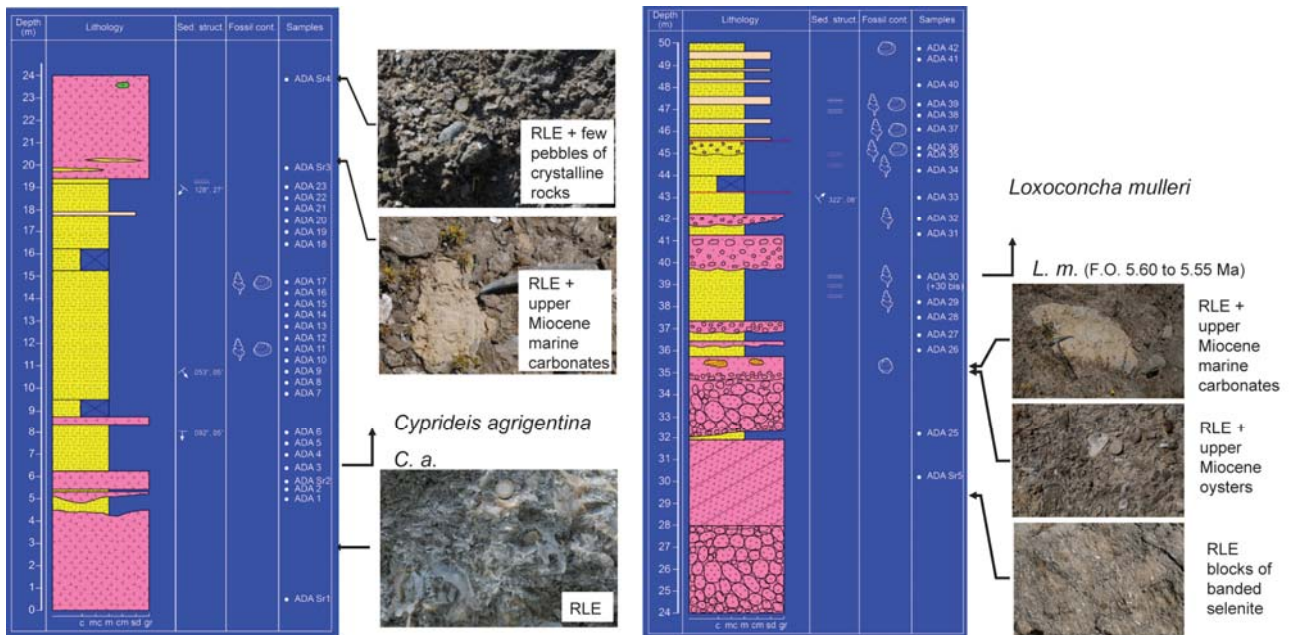 Depth (m) Lithology Sed. struct. Fossil cont. Samples
24
23
22
21
20
19
18
17
16
15
14
13
12
11
10
9
8
7
6
5
4
3
2
1
0
c mc m cm sd gr
128°, 27°
053°, 05°
092°, 05°
ADA Sr4
ADA Sr3
ADA 23
ADA 22
ADA 21
ADA 20
ADA 19
ADA 18
ADA 17
ADA 16
ADA 15
ADA 14
ADA 13
ADA 12
ADA 11
ADA 10
ADA 9
ADA 8
ADA 7
ADA 6
ADA 5
ADA 4
ADA 3
ADA Sr2
ADA 2
ADA 1
ADA Sr1
RLE + few
pebbles of
crystalline
rocks
RLE +
upper
Miocene
marine
carbonates
Cyprideis agrigentina
C. a.
RLE
Depth (m) Lithology Sed. struct. Fossil cont. Samples
50
49
48
47
46
45
44
43
42
41
40
39
38
37
36
35
34
33
32
31
30
29
28
27
26
25
24
c mc m cm sd gr
322°, 08°
ADA 42
ADA 41
ADA 40
ADA 39
ADA 38
ADA 37
ADA 36
ADA 35
ADA 34
ADA 33
ADA 32
ADA 31
ADA 30
(+30 bis)
ADA 29
ADA 28
ADA 27
ADA 26
ADA 25
ADA Sr5
Loxoconcha mulleri
L. m. (F.O. 5.60 to 5.55 Ma)
RLE +
upper
Miocene
marine
carbonates
RLE +
upper
Miocene
oysters
RLE
blocks of
banded
selenite